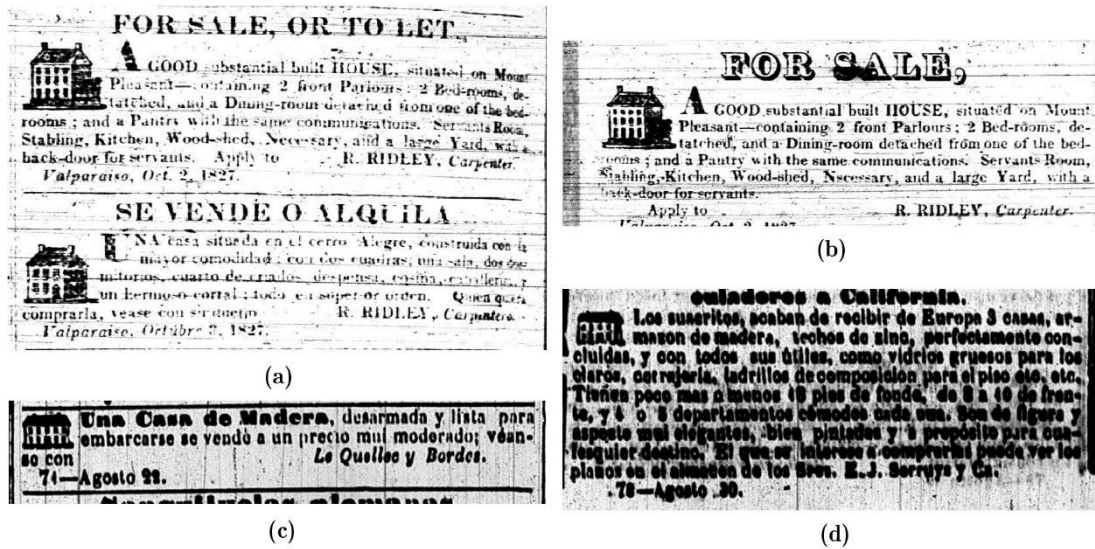 FOR SALE, OR TO LET
A GOOD substantial built HOUSE, situated on Mount
Pleasant—containing 2 front Parlours; 2 Bed-rooms, de-
tatched, and a Dining-room detached from one of the bed-
rooms; and a Pantry with the same communications. Servants Room,
Stabling, Kitchen, Wood-shed, Necessary, and a large Yard, with a
back-door for servants. Apply to R. RIDLEY, Carpenter.
Valparaiso, Oct. 2, 1827.
SE VENDE O ALQUILA
UNA casa situada en el cerro Alegre, construida con la
mayor comodidad; con dos cuadras; una sala, dos dor-
mitorios, cuarto de criados, despensa, cosina, caballeriza, y
un hermoso corral; todo en superior orden. Quien quiera
comprarla, vease con su dueño R. RIDLEY, Carpintero.
Valparaiso, Octubre 3, 1827.
(a)
FOR SALE,
A GOOD substantial built HOUSE, situated on Mount
Pleasant—containing 2 front Parlours; 2 Bed-rooms, de-
tatched, and a Dining-room detached from one of the bed-
rooms; and a Pantry with the same communications. Servants Room,
Stabling, Kitchen, Wood-shed, Nscessary, and a large Yard, with a
back-door for servants.
Apply to R. RIDLEY, Carpenter.
Valparaiso, Oct. 2, 1827
(b)
Una Casa de Madera, desarmada y lista para
embarcarse se vende a un precio mui moderado; véan-
so con Le Quellec y Bordes.
71—Agosto 22.
alemanas
(c)
culadores a California.
Los suscritos, acaban de recibir de Europa 3 casas, ar-
mazon de madera, techos de zinc, perfectamente con-
cluidas, y con todos sus útiles, como vidrios gruesos para los
claros, cerrajeria, ladrillos de composicion para el piso etc. etc.
Tienen poco mas o menos 16 pies de fondo, de 8 a 40 de fren-
te, y 4 o 5 departamentos cómodos cada una. Son de figura y
aspecto mui elegantes, bien pintadas y a propósito para cua-
lesquier destino. El que se interese a comprarlas puede ver los
planos en el almacen de los Sres. E.J. Serruys y Ca.
78—Agosto 30.
(d)